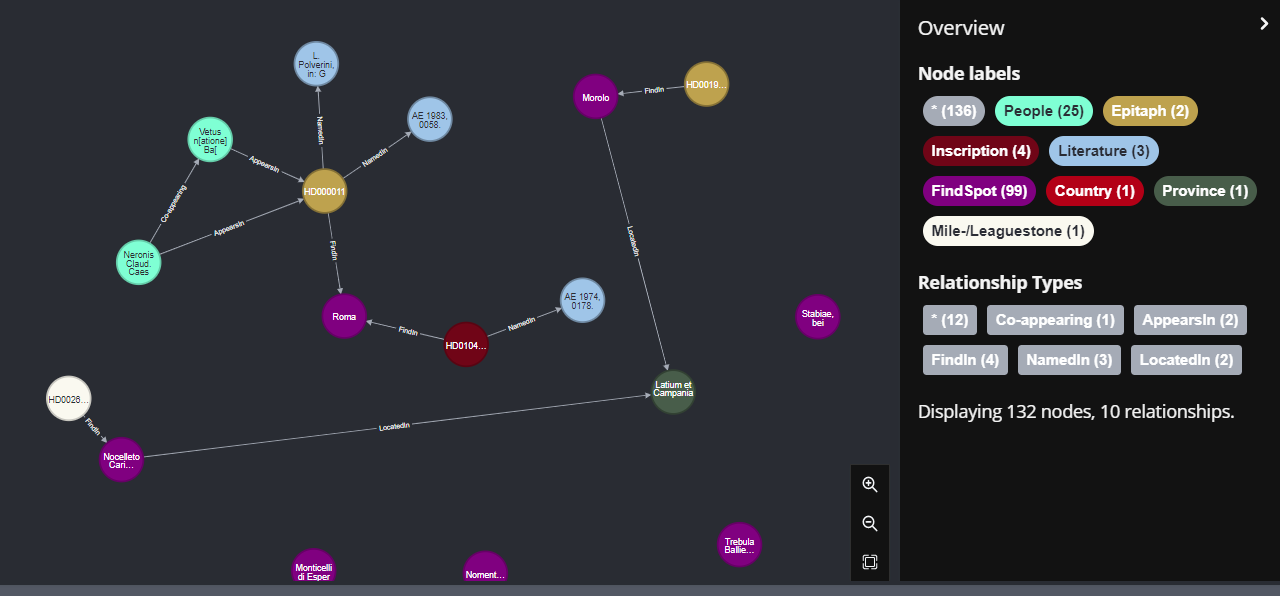 Overview
Node labels
* (136)
People (25)
Epitaph (2)
Inscription (4)
Literature (3)
FindSpot (99)
Country (1)
Province (1)
Mile-/Leaguestone (1)
Relationship Types
* (12)
Co-appearing (1)
AppearsIn (2)
FindIn (4)
NamedIn (3)
LocatedIn (2)
Displaying 132 nodes, 10 relationships.
L.
Polverini,
in: G
NamedIn
AE 1983,
0058.
NamedIn
Vetus
n[atione]
Ba[
AppearsIn
HD000011
Co-appearing
AppearsIn
Neronis
Claud.
Caes
FindIn
Roma
FindIn
HD0104...
NamedIn
AE 1974,
0178.
Morolo
FindIn
HD0019...
LocatedIn
Stabiae,
bei
Latium et
Campania
HD0026...
FindIn
Nocelleto
Cari...
LocatedIn
Trebula
Ballie...
Monticelli
di Esper
Noment...